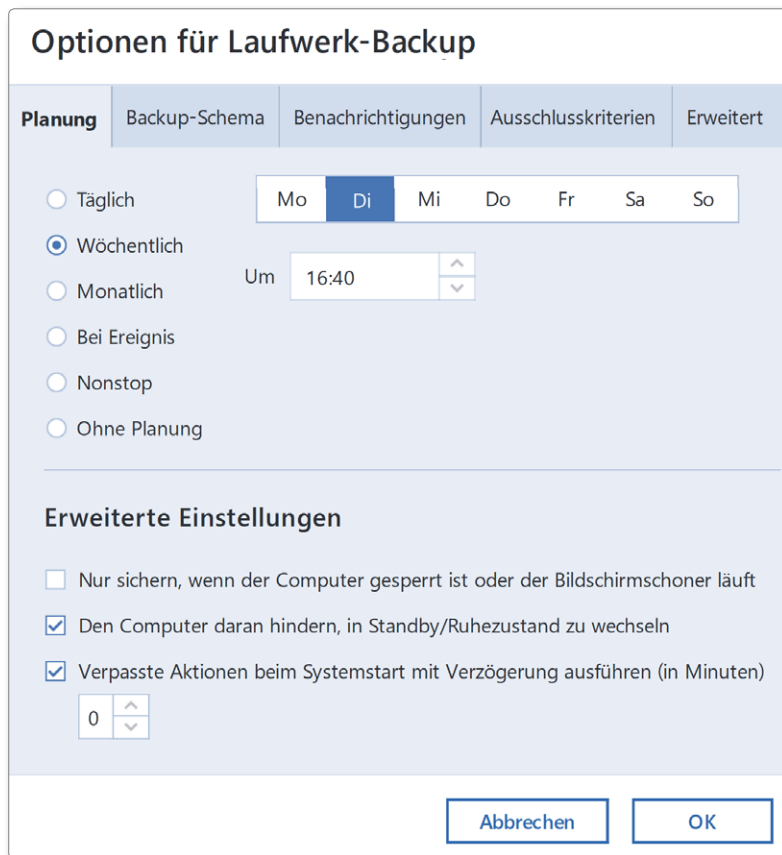 Optionen für Laufwerk-Backup
Planung Backup-Schema Benachrichtigungen Ausschlusskriterien Erweitert
Täglich Mo Di Mi Do Fr Sa So
Wöchentlich
Um 16:40
Monatlich
Bei Ereignis
Nonstop
Ohne Planung
Erweiterte Einstellungen
Nur sichern, wenn der Computer gesperrt ist oder der Bildschirmschoner läuft
Den Computer daran hindern, in Standby/Ruhezustand zu wechseln
Verpasste Aktionen beim Systemstart mit Verzögerung ausführen (in Minuten)
0
Abbrechen OK